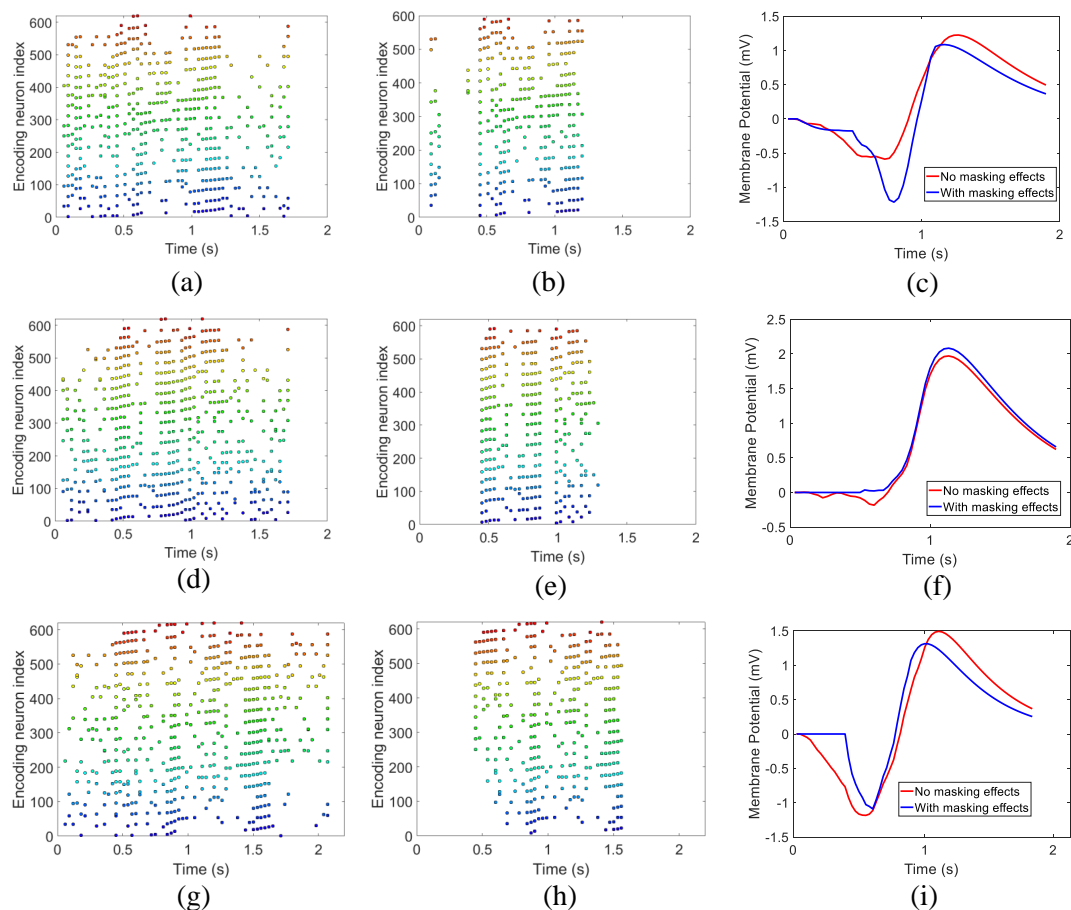 600
500
400
300
200
100
0
Encoding neuron index
0 0.5 1 1.5 2
Time (s)
(a)
600
500
400
300
200
100
0
Encoding neuron index
0 0.5 1 1.5 2
Time (s)
(b)
1.5
1
0.5
0
-0.5
-1
-1.5
Membrane Potential (mV)
No masking effects
With masking effects
0 1 2
Time (s)
(c)
600
500
400
300
200
100
0
Encoding neuron index
0 0.5 1 1.5 2
Time (s)
(d)
600
500
400
300
200
100
0
Encoding neuron index
0 0.5 1 1.5 2
Time (s)
(e)
2.5
2
1.5
1
0.5
0
-0.5
Membrane Potential (mV)
No masking effects
With masking effects
0 1 2
Time (s)
(f)
600
500
400
300
200
100
0
Encoding neuron index
0 0.5 1 1.5 2
Time (s)
(g)
600
500
400
300
200
100
0
Encoding neuron index
0 0.5 1 1.5 2
Time (s)
(h)
1.5
1
0.5
0
-0.5
-1
-1.5
Membrane Potential (mV)
No masking effects
With masking effects
0 1 2
Time (s)
(i)